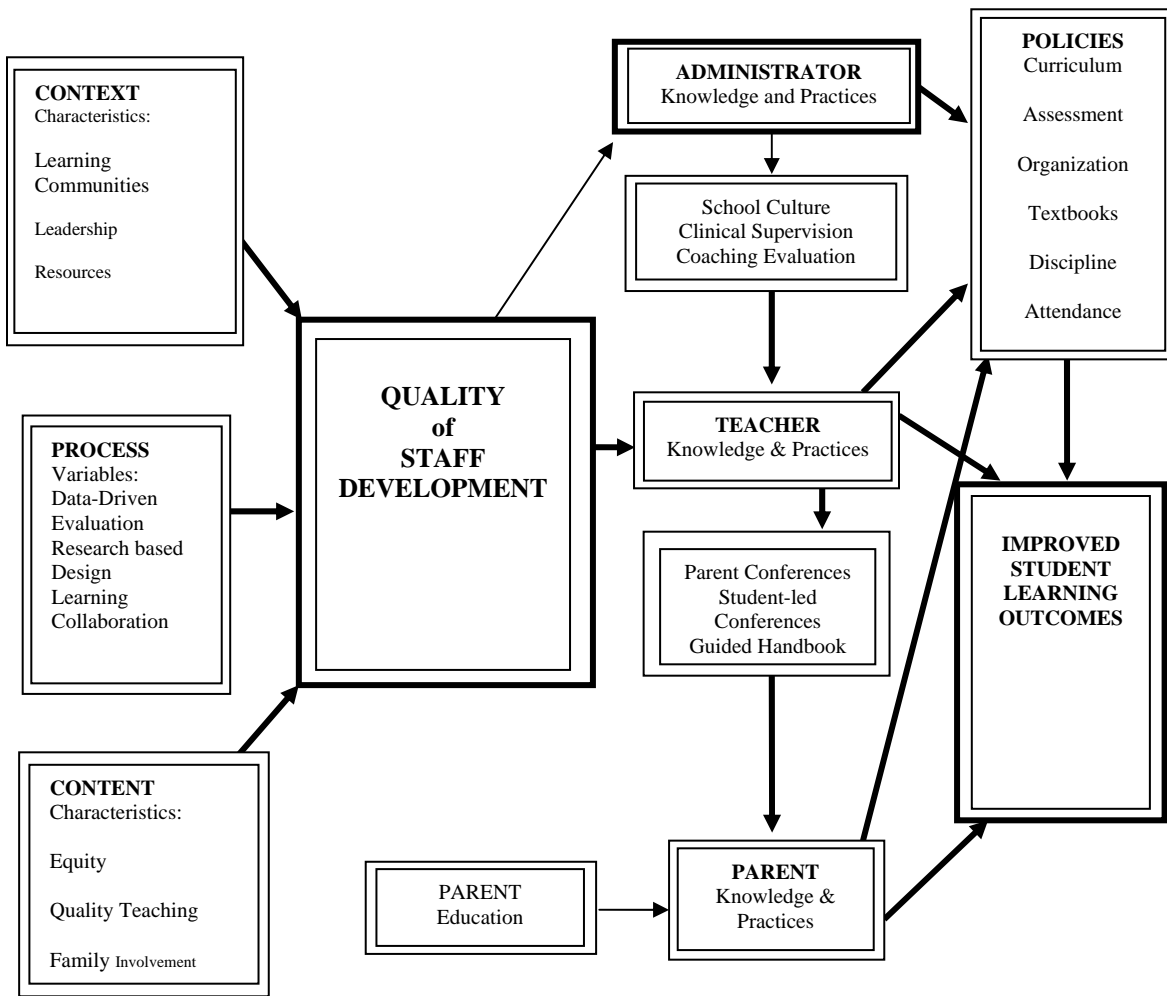 CONTEXT
Characteristics:
Learning
Communities
Leadership
Resources
PROCESS
Variables:
Data-Driven
Evaluation
Research based
Design
Learning
Collaboration
CONTENT
Characteristics:
Equity
Quality Teaching
Family Involvement
QUALITY
of
STAFF
DEVELOPMENT
ADMINISTRATOR
Knowledge and Practices
School Culture
Clinical Supervision
Coaching Evaluation
TEACHER
Knowledge & Practices
Parent Conferences
Student-led
Conferences
Guided Handbook
PARENT
Education
PARENT
Knowledge &
Practices
POLICIES
Curriculum
Assessment
Organization
Textbooks
Discipline
Attendance
IMPROVED
STUDENT
LEARNING
OUTCOMES